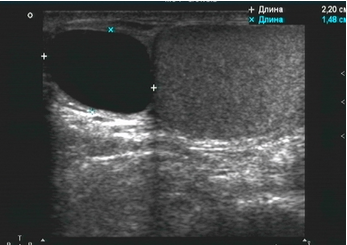 + Длина 2,20 см
× Длина 1,48 см